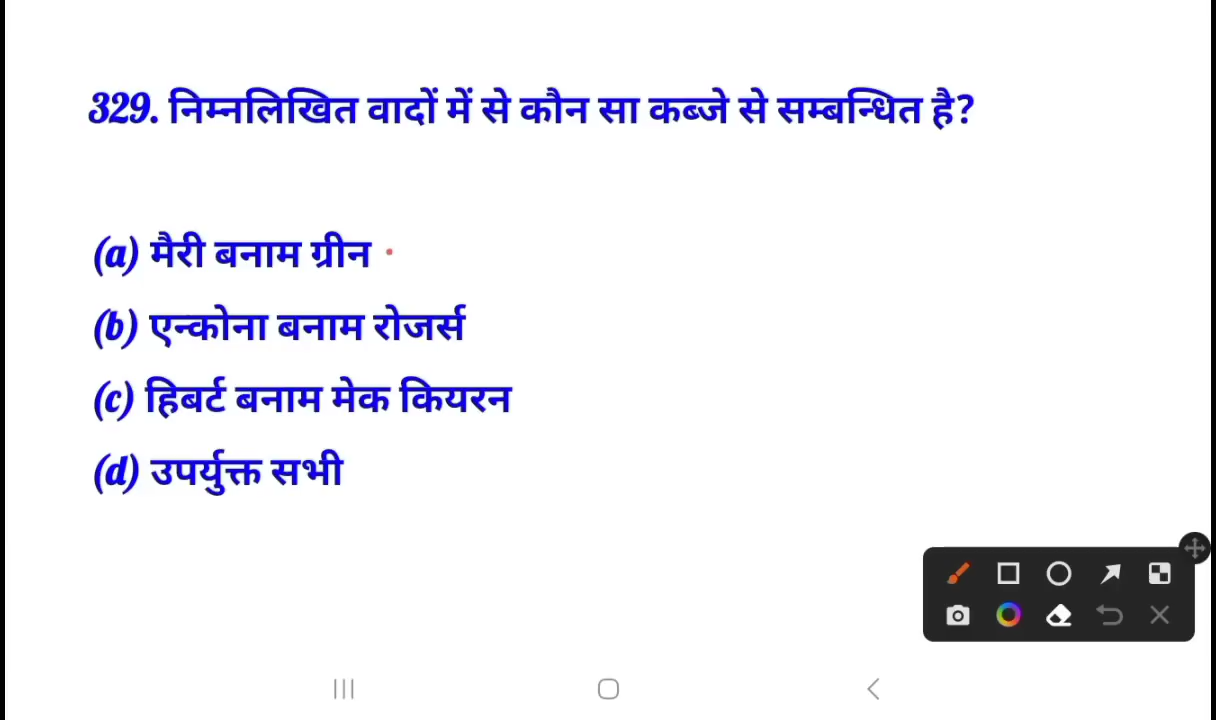 329. निम्नलिखित वादों में से कौन सा कब्जे से सम्बन्धित है?
(a) मैरी बनाम ग्रीन
(b) एन्कोना बनाम रोजर्स
(c) हिबर्ट बनाम मेक कियरन
(d) उपर्युक्त सभी